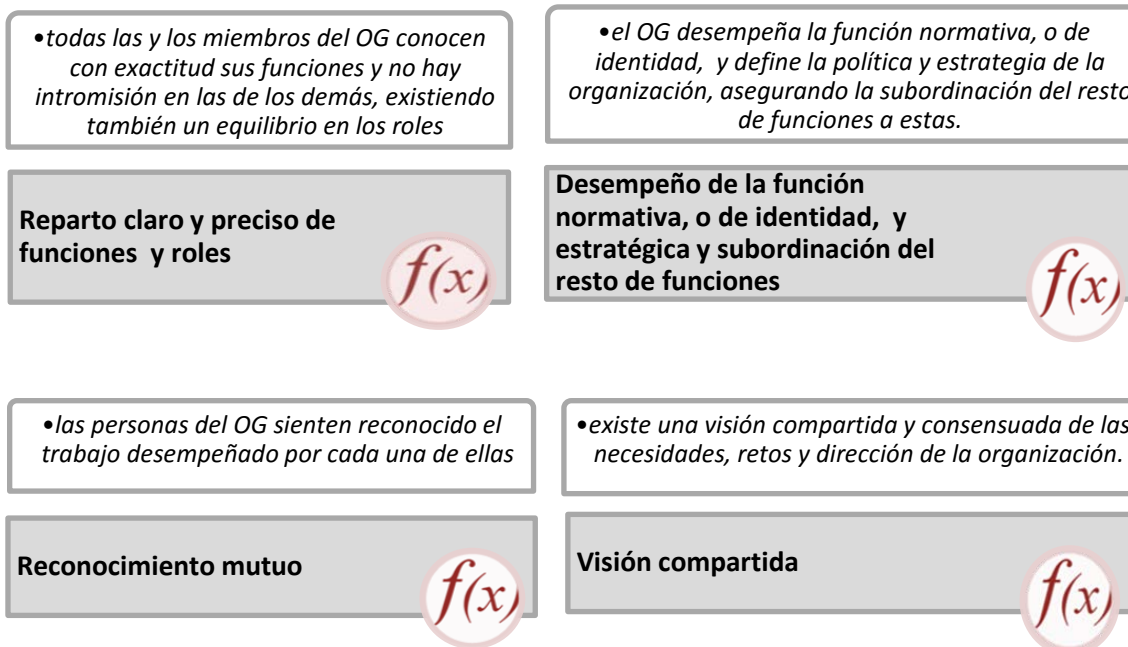 •todas las y los miembros del OG conocen
con exactitud sus funciones y no hay
intromisión en las de los demás, existiendo
también un equilibrio en los roles
Reparto claro y preciso de
funciones y roles
f(x)
•el OG desempeña la función normativa, o de
identidad, y define la política y estrategia de la
organización, asegurando la subordinación del resto
de funciones a estas.
Desempeño de la función
normativa, o de identidad, y
estratégica y subordinación del
resto de funciones
f(x)
•las personas del OG sienten reconocido el
trabajo desempeñado por cada una de ellas
Reconocimiento mutuo
f(x)
•existe una visión compartida y consensuada de las
necesidades, retos y dirección de la organización.
Visión compartida
f(x)